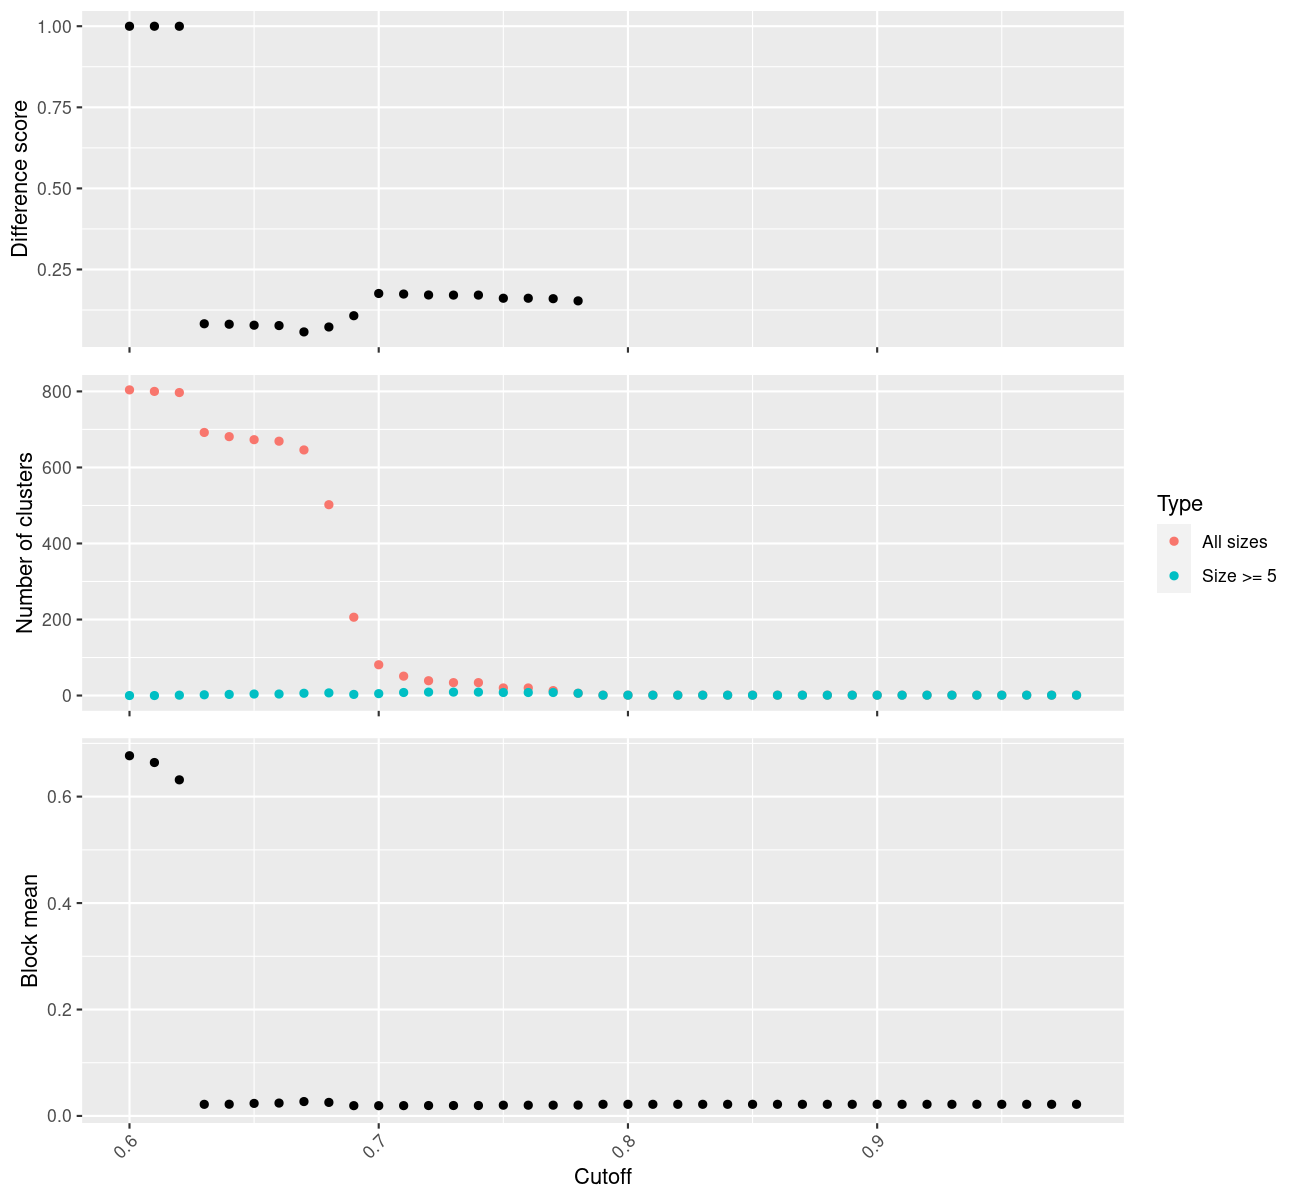 Difference score
1.00
0.75
0.50
0.25
Number of clusters
800
600
400
200
0
Type
All sizes
Size >= 5
Block mean
0.6
0.4
0.2
0.0
0.6 0.7 0.8 0.9
Cutoff